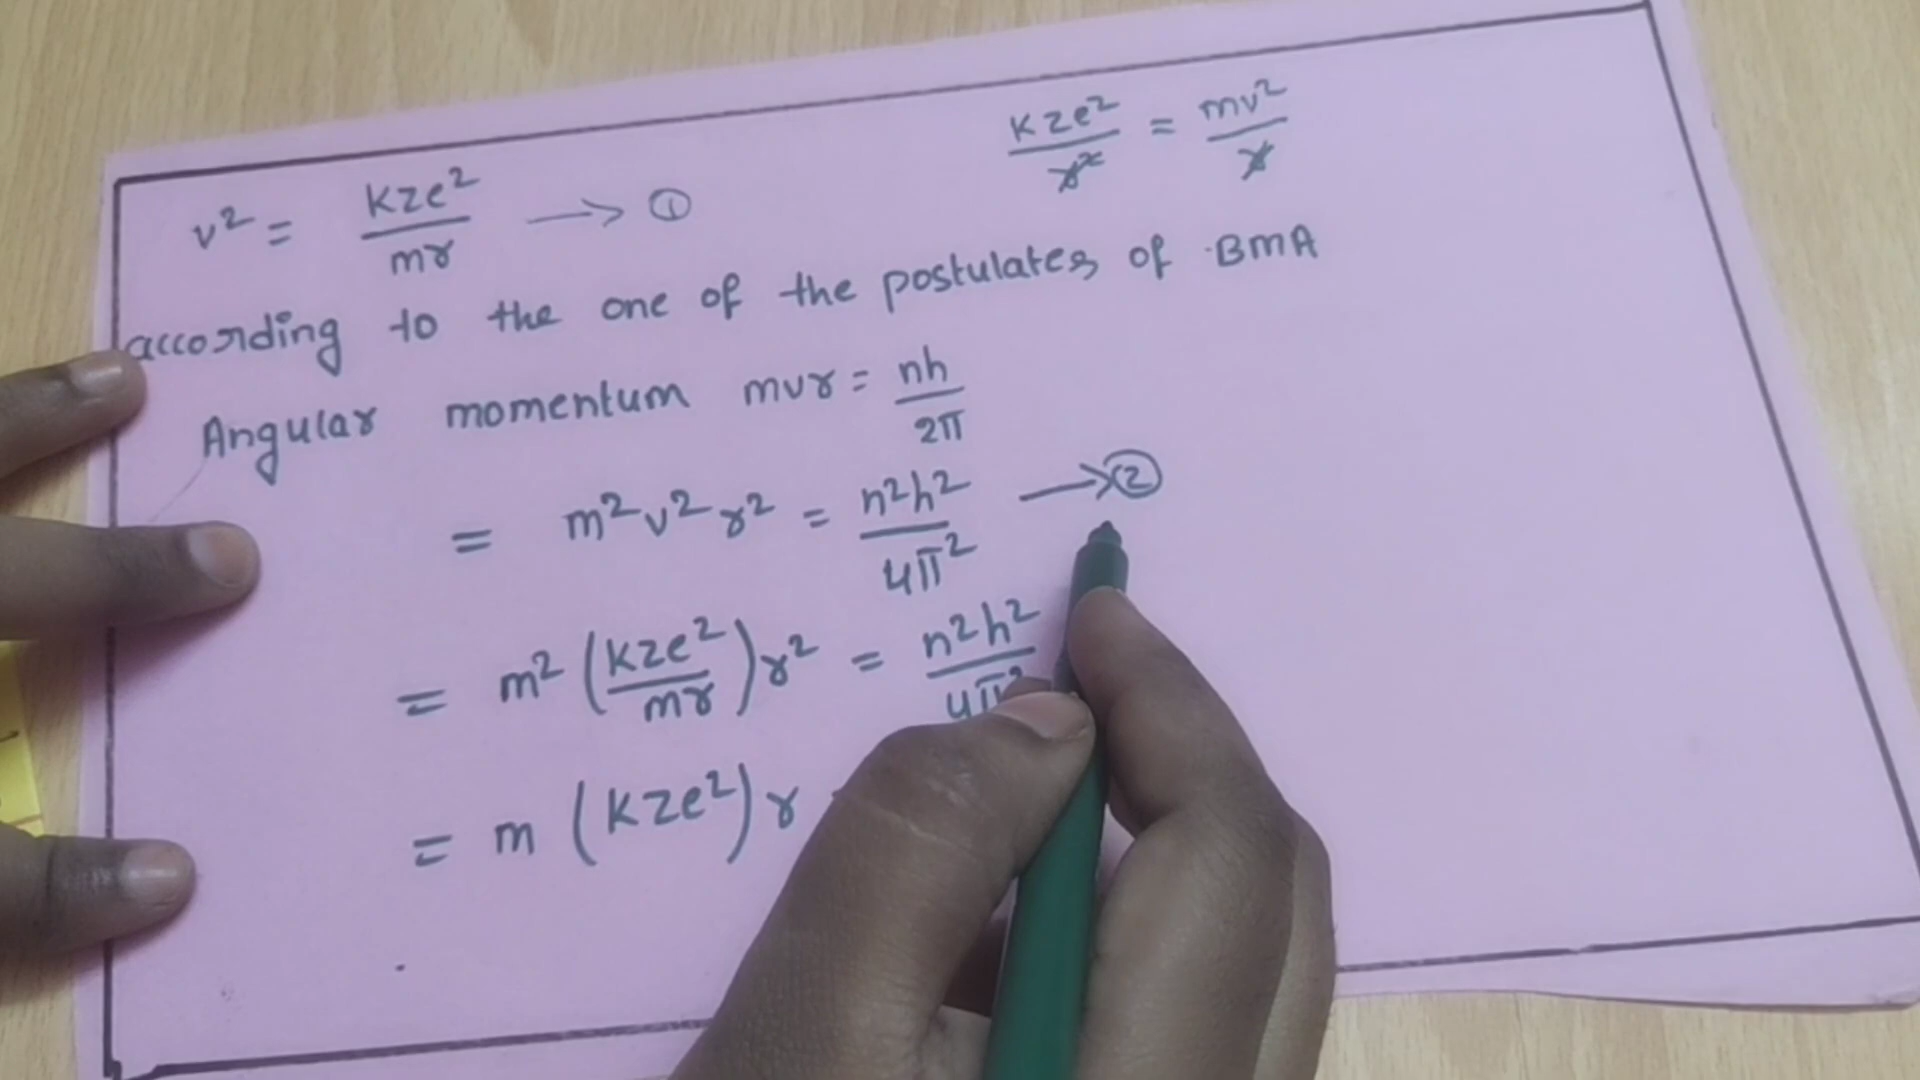 KZe²/r² = mv²/r
v² = KZe²/mr → ①
according to the one of the postulates of BMA
Angular momentum mvr = nh/2π
= m²v²r² = n²h²/4π² → ②
= m² (KZe²/mr) r² = n²h²/4π²
= m (KZe²) r